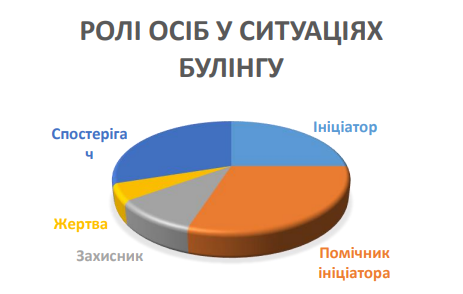 РОЛІ ОСІБ У СИТУАЦІЯХ
БУЛІНГУ
Ініціатор
Спостеріга
ч
Жертва
Захисник
Помічник
ініціатора